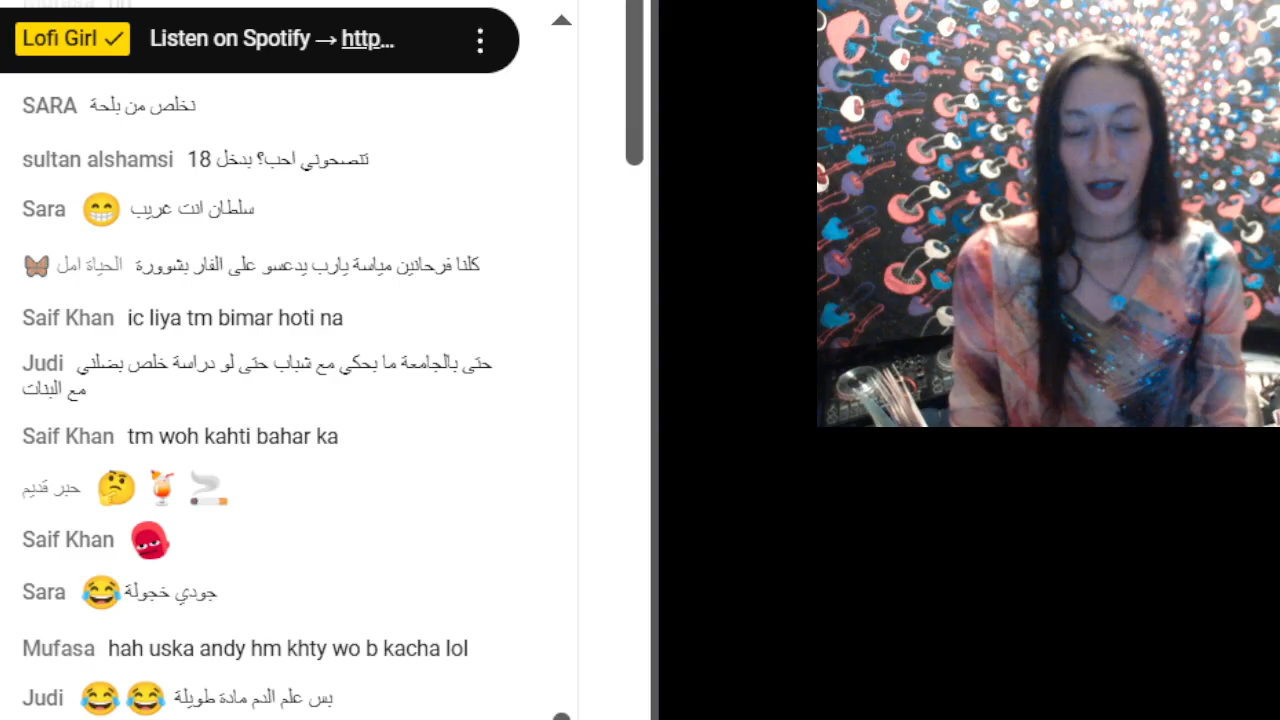 Lofi Girl ✓ Listen on Spotify → http...
SARA نخلص من بلحة
sultan alshamsi تنصحوني احب؟ بدخل 18
Sara 😁 سلطان انت غريب
الحياة امل كلنا فرحانين مياسة يارب يدعسو على الفار بشوورة
Saif Khan ic liya tm bimar hoti na
Judi حتى بالجامعة ما بحكي مع شباب حتى لو دراسة خلص بضلني
مع البنات
Saif Khan tm woh kahti bahar ka
حبر قديم 🤔 🍹 🚬
Saif Khan
Sara 😂 جودي خجولة
Mufasa hah uska andy hm khty wo b kacha lol
Judi 😂 😂 بس علم الدم مادة طويلة